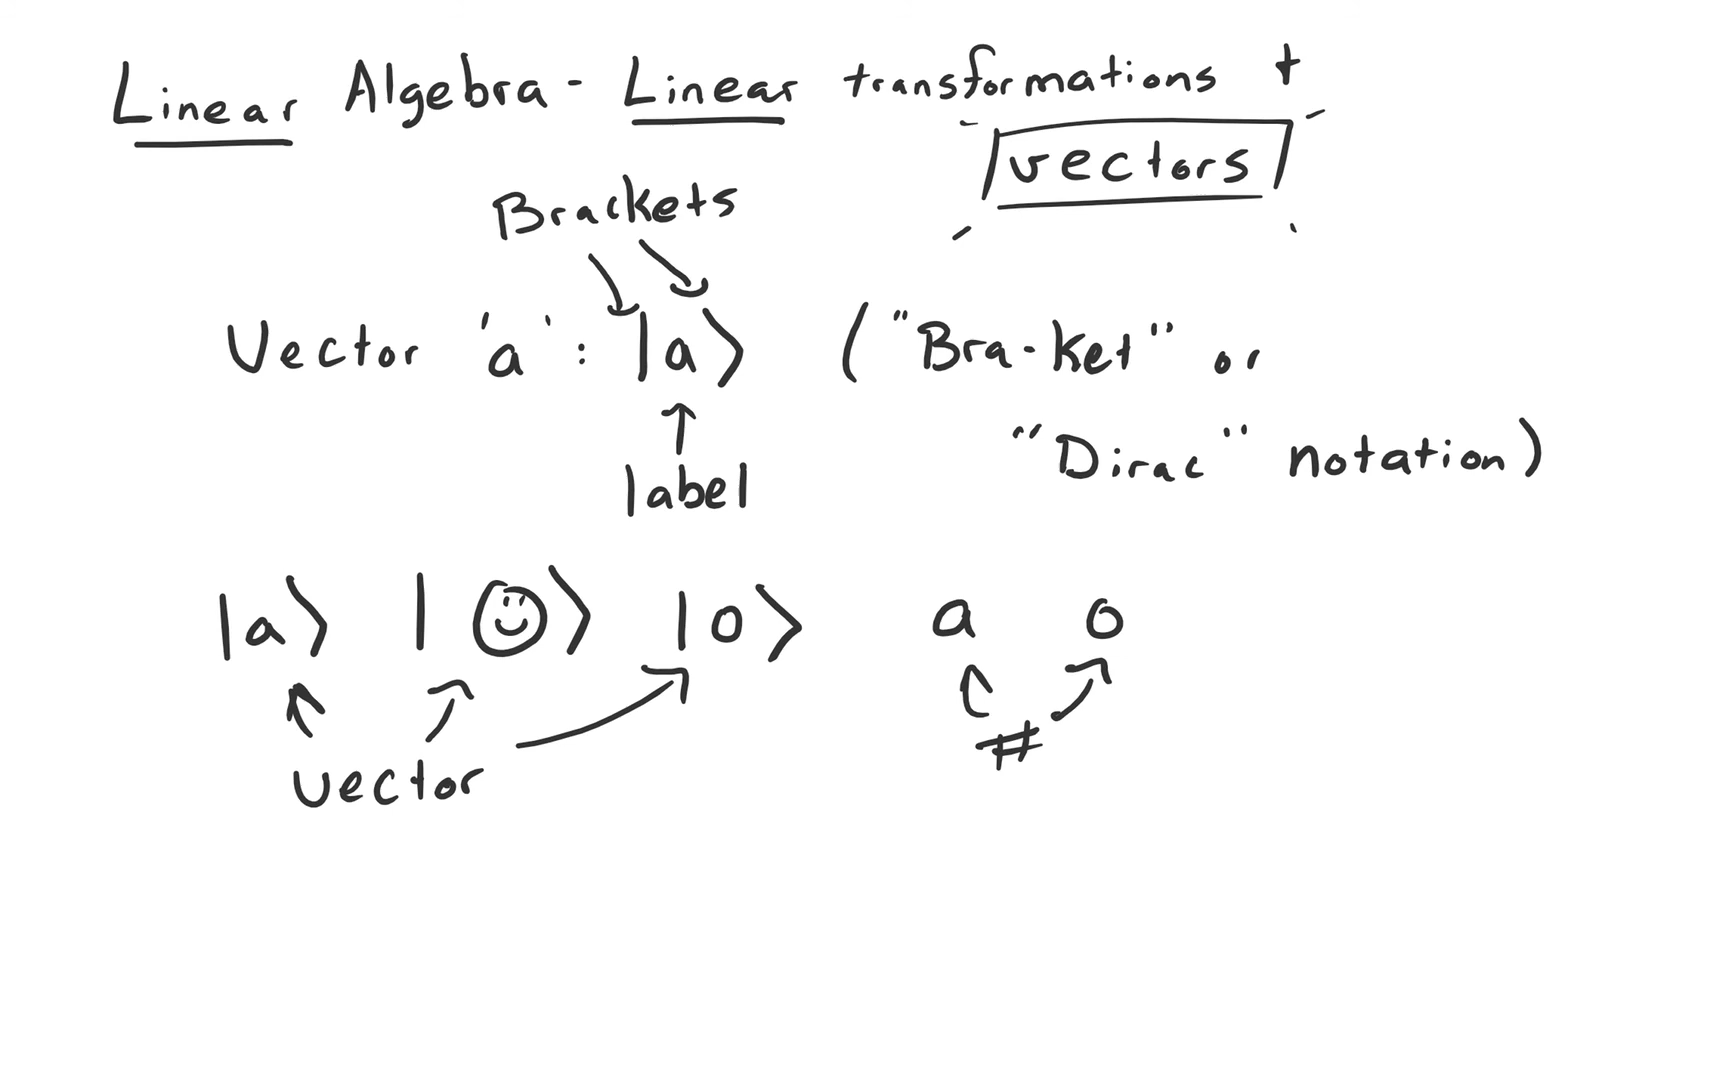 Linear Algebra - Linear transformations +
vectors
Brackets
Vector 'a': |a⟩ ("Bra-ket" or
"Dirac" notation)
label
|a⟩ |☺⟩ |0⟩ a 0
vector #